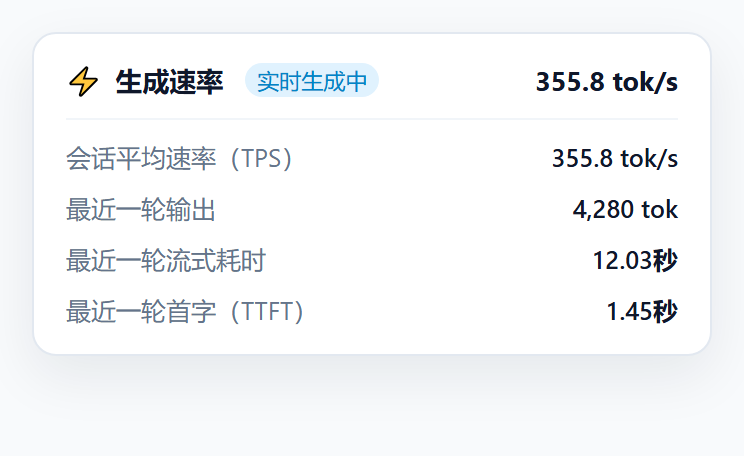 ⚡ 生成速率 实时生成中 355.8 tok/s
会话平均速率（TPS） 355.8 tok/s
最近一轮输出 4,280 tok
最近一轮流式耗时 12.03秒
最近一轮首字（TTFT） 1.45秒